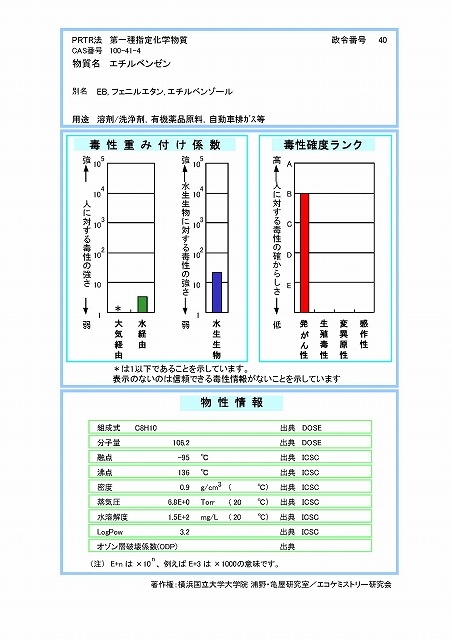 PRTR法 第一種指定化学物質 政令番号 40
CAS番号 100-41-4
物質名 エチルベンゼン
別名 EB, フェニルエタン, エチルベンゾール
用途 溶剤/洗浄剤, 有機薬品原料, 自動車排ガス等
毒性重み付け係数
強 ← 人に対する毒性の強さ → 弱
10^5
10^4
10^3
10^2
10
1
*
大気経由
水経由
強 ← 水生生物に対する毒性の強さ → 弱
10^5
10^4
10^3
10^2
10
1
水生生物
毒性確度ランク
高 ← 人に対する毒性の確からしさ → 低
A
B
C
D
E
発がん性
生殖毒性
変異原性
感作性
*は1以下であることを示しています。
表示のないのは信頼できる毒性情報がないことを示しています
物性情報
組成式 C8H10 出典 DOSE
分子量 106.2 出典 DOSE
融点 -95 ℃ 出典 ICSC
沸点 136 ℃ 出典 ICSC
密度 0.9 g/cm3 ( ℃) 出典 ICSC
蒸気圧 6.8E+0 Torr (20 ℃) 出典 ICSC
水溶解度 1.5E+2 mg/L (20 ℃) 出典 ICSC
LogPow 3.2 出典 ICSC
オゾン層破壊係数(ODP) 出典
(注) E+n は ×10^n、例えば E+3 は ×1000の意味です。
著作権:横浜国立大学大学院 浦野・亀屋研究室/エコケミストリー研究会